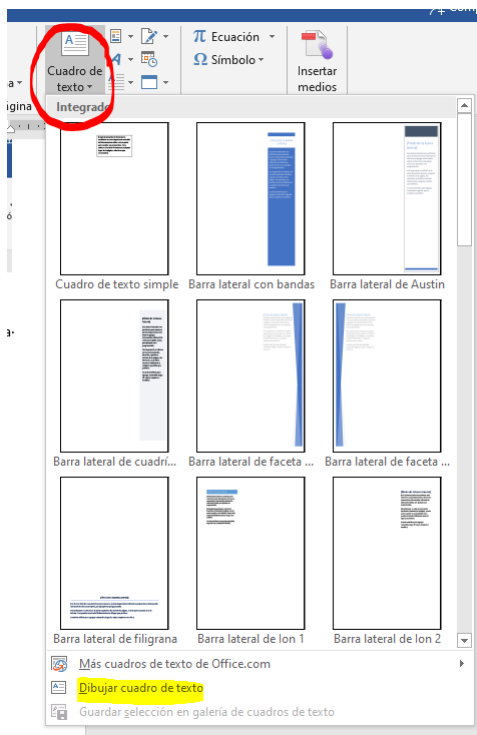 π Ecuación
Cuadro de texto
Ω Símbolo
Insertar medios
a
ágina
Integrado
Cuadro de texto simple
Barra lateral con bandas
Barra lateral de Austin
Barra lateral de cuadrí...
Barra lateral de faceta ...
Barra lateral de faceta ...
Barra lateral de filigrana
Barra lateral de Ion 1
Barra lateral de Ion 2
Más cuadros de texto de Office.com
Dibujar cuadro de texto
Guardar selección en galería de cuadros de texto